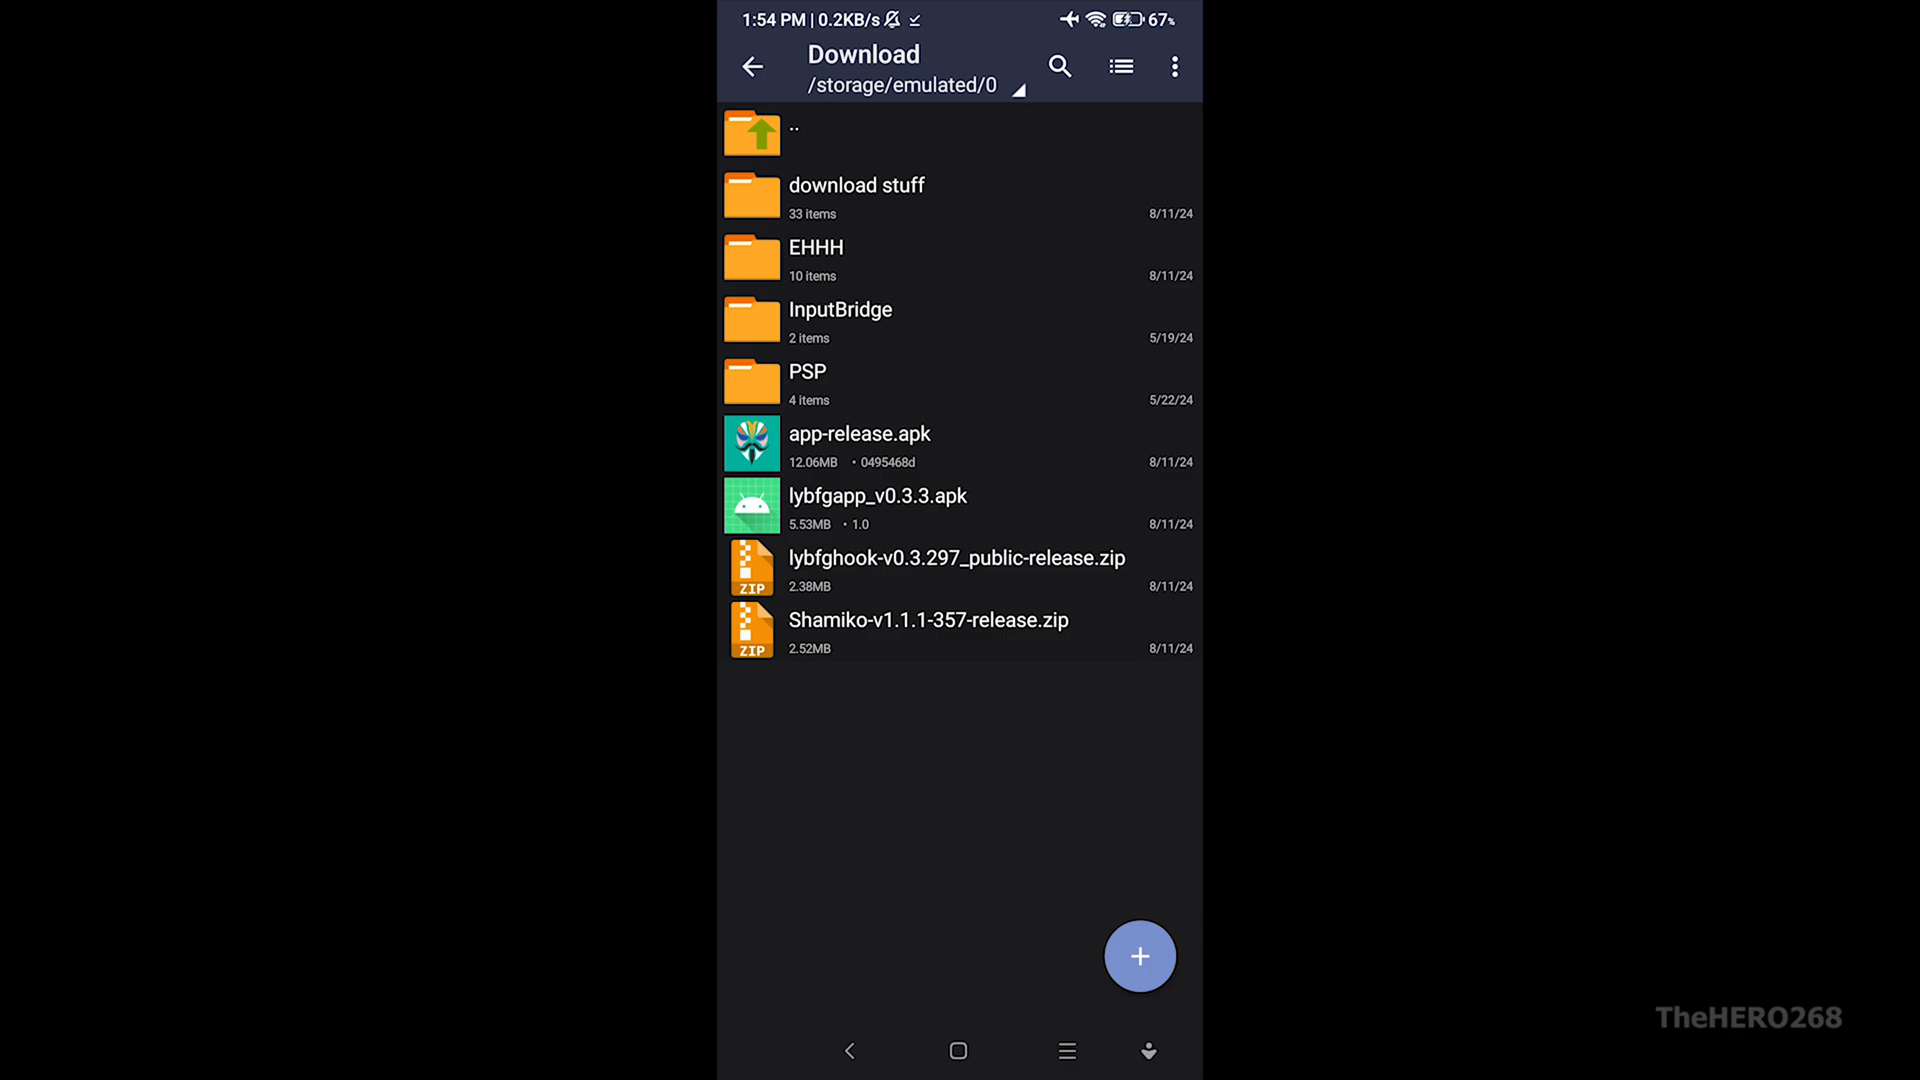 1:54 PM | 0.2KB/s 67%
Download
/storage/emulated/0
..
download stuff
33 items 8/11/24
EHHH
10 items 8/11/24
InputBridge
2 items 5/19/24
PSP
4 items 5/22/24
app-release.apk
12.06MB • 0495468d 8/11/24
lybfgapp_v0.3.3.apk
5.53MB • 1.0 8/11/24
lybfghook-v0.3.297_public-release.zip
ZIP 2.38MB 8/11/24
Shamiko-v1.1.1-357-release.zip
ZIP 2.52MB 8/11/24
TheHERO268